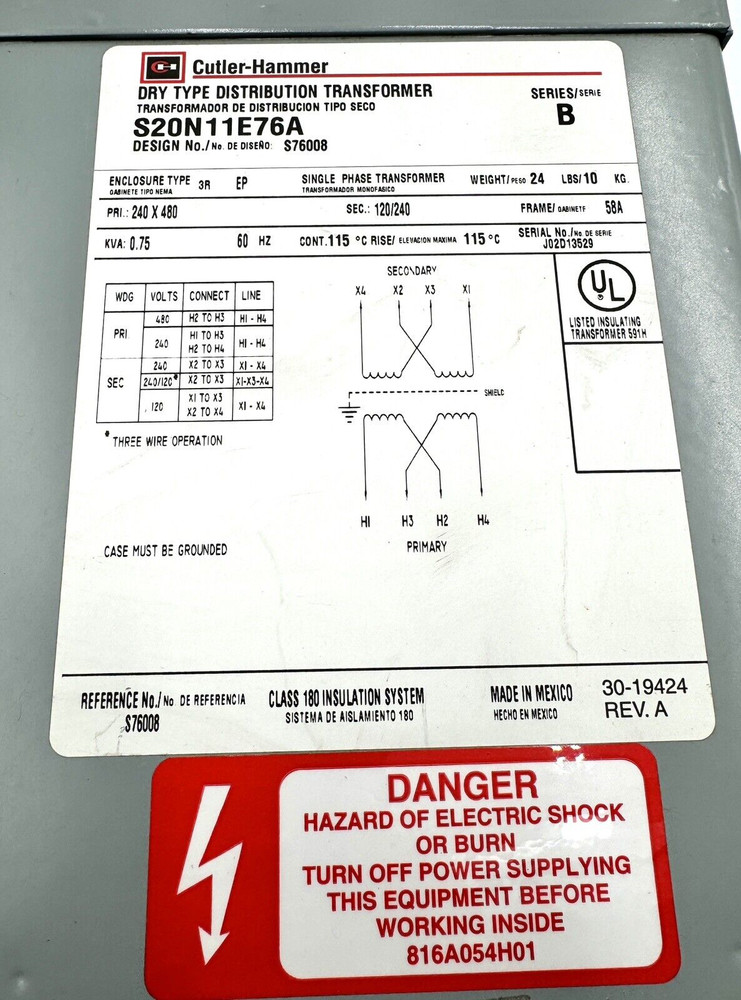 Cutler-Hammer
DRY TYPE DISTRIBUTION TRANSFORMER
TRANSFORMADOR DE DISTRIBUCION TIPO SECO
S20N11E76A
DESIGN No./No. DE DISEÑO: S76008
SERIES/SERIE
B
ENCLOSURE TYPE 3R EP SINGLE PHASE TRANSFORMER WEIGHT/PESO 24 LBS/10 KG.
GABINETE TIPO NEMA TRANSFORMADOR MONOFASICO
PRI.: 240 X 480 SEC.: 120/240 FRAME/GABINETE 58A
KVA: 0.75 60 HZ CONT. 115 °C RISE/ELEVACION MAXIMA 115 °C SERIAL No./No. DE SERIE
J02D13529
WDG VOLTS CONNECT LINE
PRI. 480 H2 TO H3 H1 - H4
240 H1 TO H3 H1 - H4
H2 TO H4
SEC 240 X2 TO X3 X1 - X4
240/120* X2 TO X3 X1-X3-X4
120 X1 TO X3 X1 - X4
X2 TO X4
* THREE WIRE OPERATION
SECONDARY
X4 X2 X3 X1
SHIELD
H1 H3 H2 H4
PRIMARY
UL
LISTED INSULATING
TRANSFORMER 591H
CASE MUST BE GROUNDED
REFERENCE No./No. DE REFERENCIA
S76008
CLASS 180 INSULATION SYSTEM
SISTEMA DE AISLAMIENTO 180
MADE IN MEXICO
HECHO EN MEXICO
30-19424
REV. A
DANGER
HAZARD OF ELECTRIC SHOCK
OR BURN
TURN OFF POWER SUPPLYING
THIS EQUIPMENT BEFORE
WORKING INSIDE
816A054H01